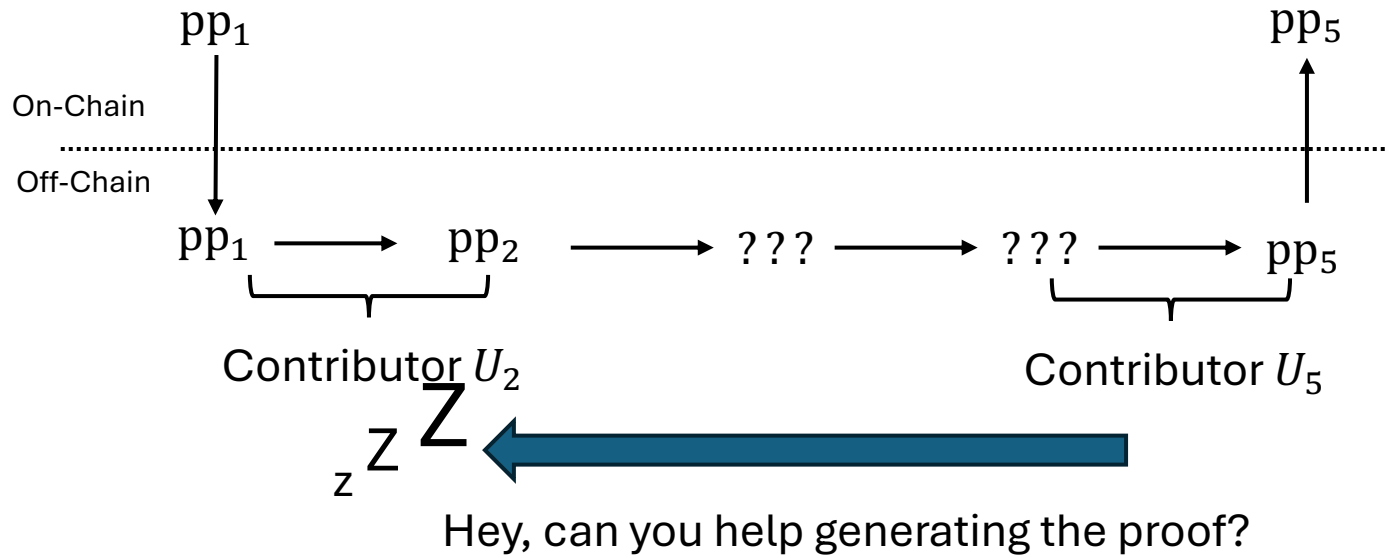 pp₁ pp₅
On-Chain
Off-Chain
pp₁ pp₂ ??? ??? pp₅
Contributor U₂ Contributor U₅
z Z Z
Hey, can you help generating the proof?